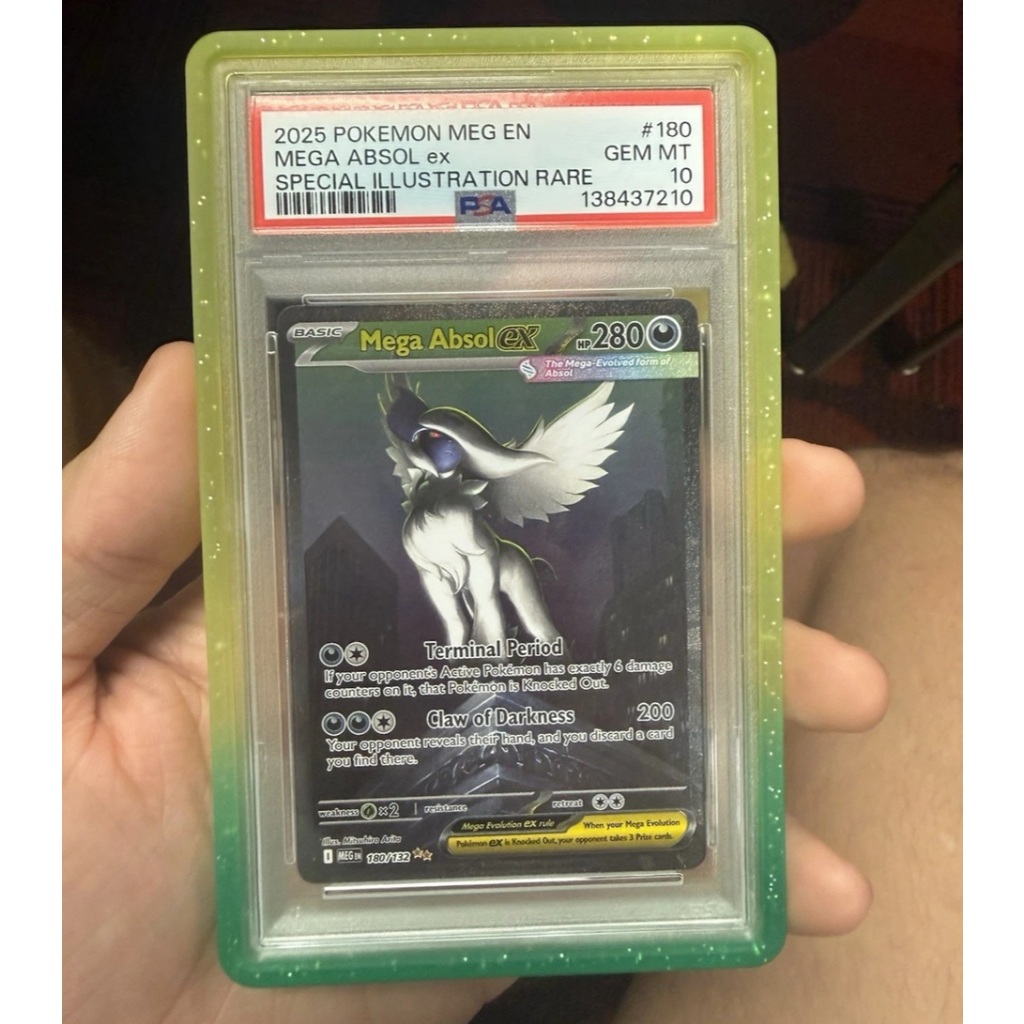 2025 POKEMON MEG EN #180
MEGA ABSOL ex GEM MT
SPECIAL ILLUSTRATION RARE 10
PSA 138437210
BASIC Mega Absol ex HP 280
The Mega-Evolved form of
Absol
Terminal Period
If your opponent's Active Pokémon has exactly 6 damage
counters on it, that Pokémon is Knocked Out.
Claw of Darkness 200
Your opponent reveals their hand, and you discard a card
you find there.
weakness ×2 resistance retreat
Mega Evolution ex rule When your Mega Evolution
Pokémon ex is Knocked Out, your opponent takes 3 Prize cards.
Illus. Mitsuhiro Arita
MEG EN 180/132